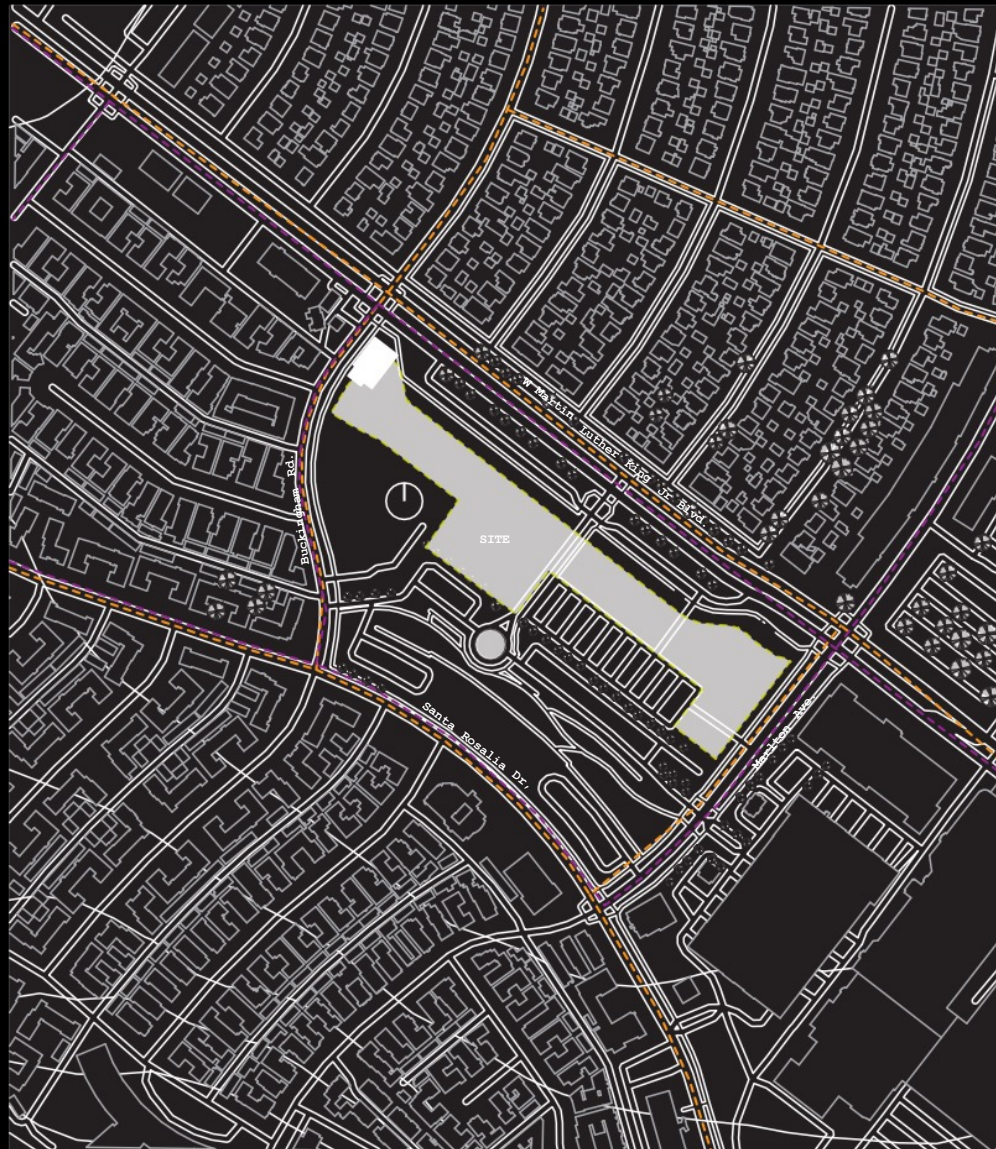 W Martin Luther King Jr. Blvd.
Buckingham Rd.
SITE
Marlton Ave.
Santa Rosalia Dr,